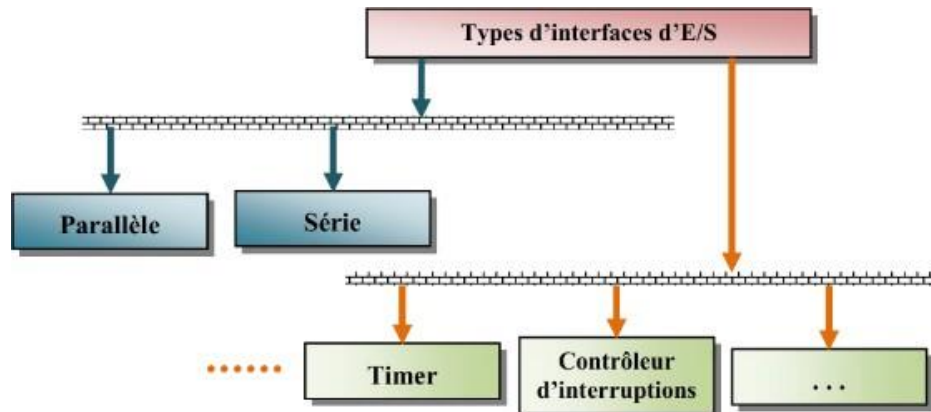 Types d'interfaces d'E/S
Parallèle
Série
Timer
Contrôleur
d'interruptions
...